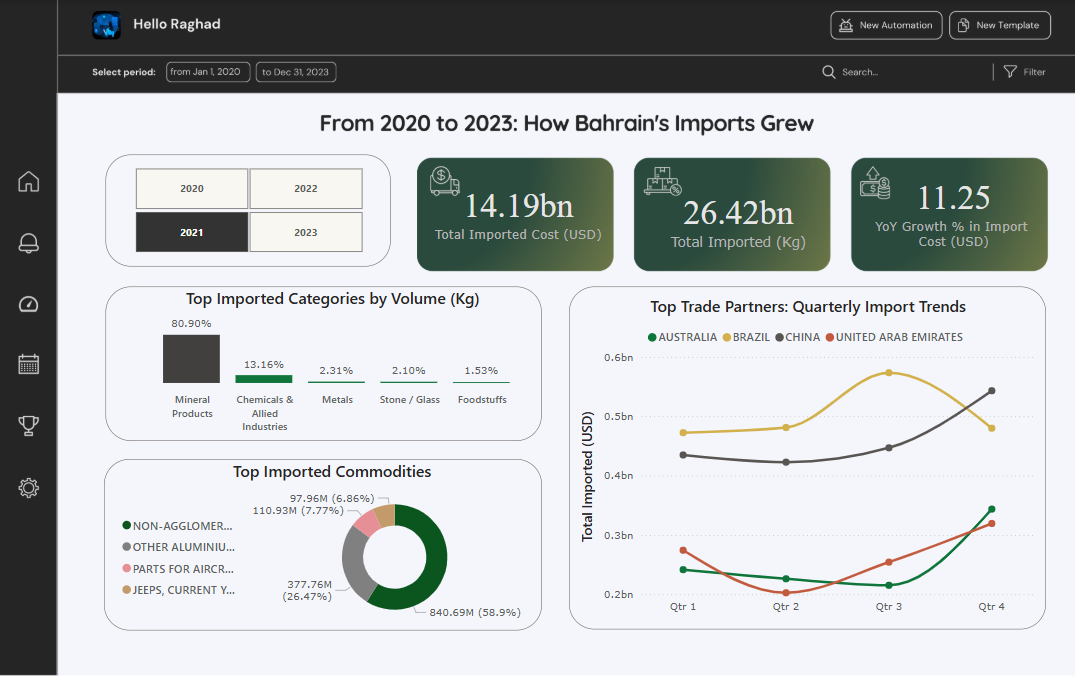 Hello Raghad
New Automation
New Template
Select period:
from Jan 1, 2020
to Dec 31, 2023
Search...
Filter
From 2020 to 2023: How Bahrain's Imports Grew
2020
2022
2021
2023
14.19bn
Total Imported Cost (USD)
26.42bn
Total Imported (Kg)
11.25
YoY Growth % in Import
Cost (USD)
Top Imported Categories by Volume (Kg)
80.90%
13.16%
2.31%
2.10%
1.53%
Mineral
Products
Chemicals &
Allied
Industries
Metals
Stone / Glass
Foodstuffs
Top Imported Commodities
NON-AGGLOMER...
OTHER ALUMINIU...
PARTS FOR AIRCR...
JEEPS, CURRENT Y...
97.96M (6.86%)
110.93M (7.77%)
377.76M
(26.47%)
840.69M (58.9%)
Top Trade Partners: Quarterly Import Trends
AUSTRALIA
BRAZIL
CHINA
UNITED ARAB EMIRATES
Total Imported (USD)
0.6bn
0.5bn
0.4bn
0.3bn
0.2bn
Qtr 1
Qtr 2
Qtr 3
Qtr 4